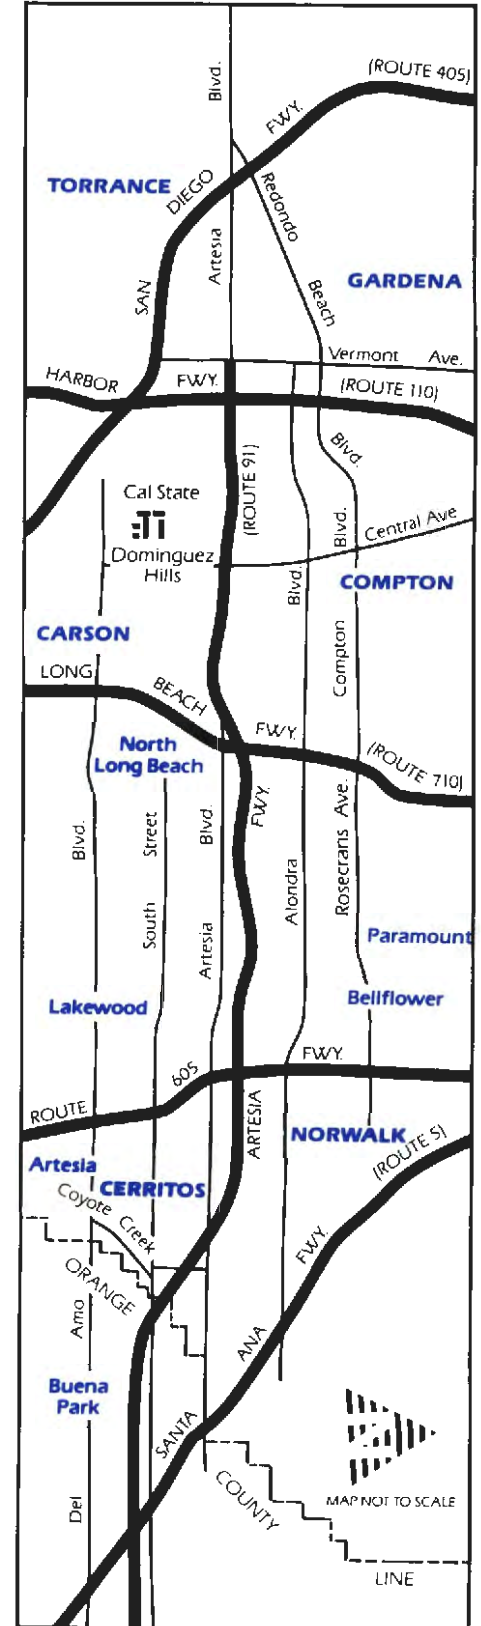 (ROUTE 405)
Blvd.
FWY.
TORRANCE
DIEGO
Redondo
Artesia
GARDENA
SAN
Beach
Vermont Ave.
HARBOR
FWY.
(ROUTE 110)
Blvd.
(ROUTE 91)
Cal State
Dominguez
Hills
Blvd.
Central Ave
Blvd.
COMPTON
CARSON
Compton
LONG
BEACH
FWY.
(ROUTE 710)
North
Long Beach
FWY.
Blvd.
Street
Blvd.
Ave.
Alondra
Rosecrans
South
Artesia
Paramount
Lakewood
Bellflower
ROUTE
605
FWY.
ARTESIA
NORWALK
(ROUTE 5)
Artesia
CERRITOS
Coyote
Creek
FWY.
ORANGE
Amo
ANA
Buena
Park
SANTA
COUNTY
MAP NOT TO SCALE
Del
LINE